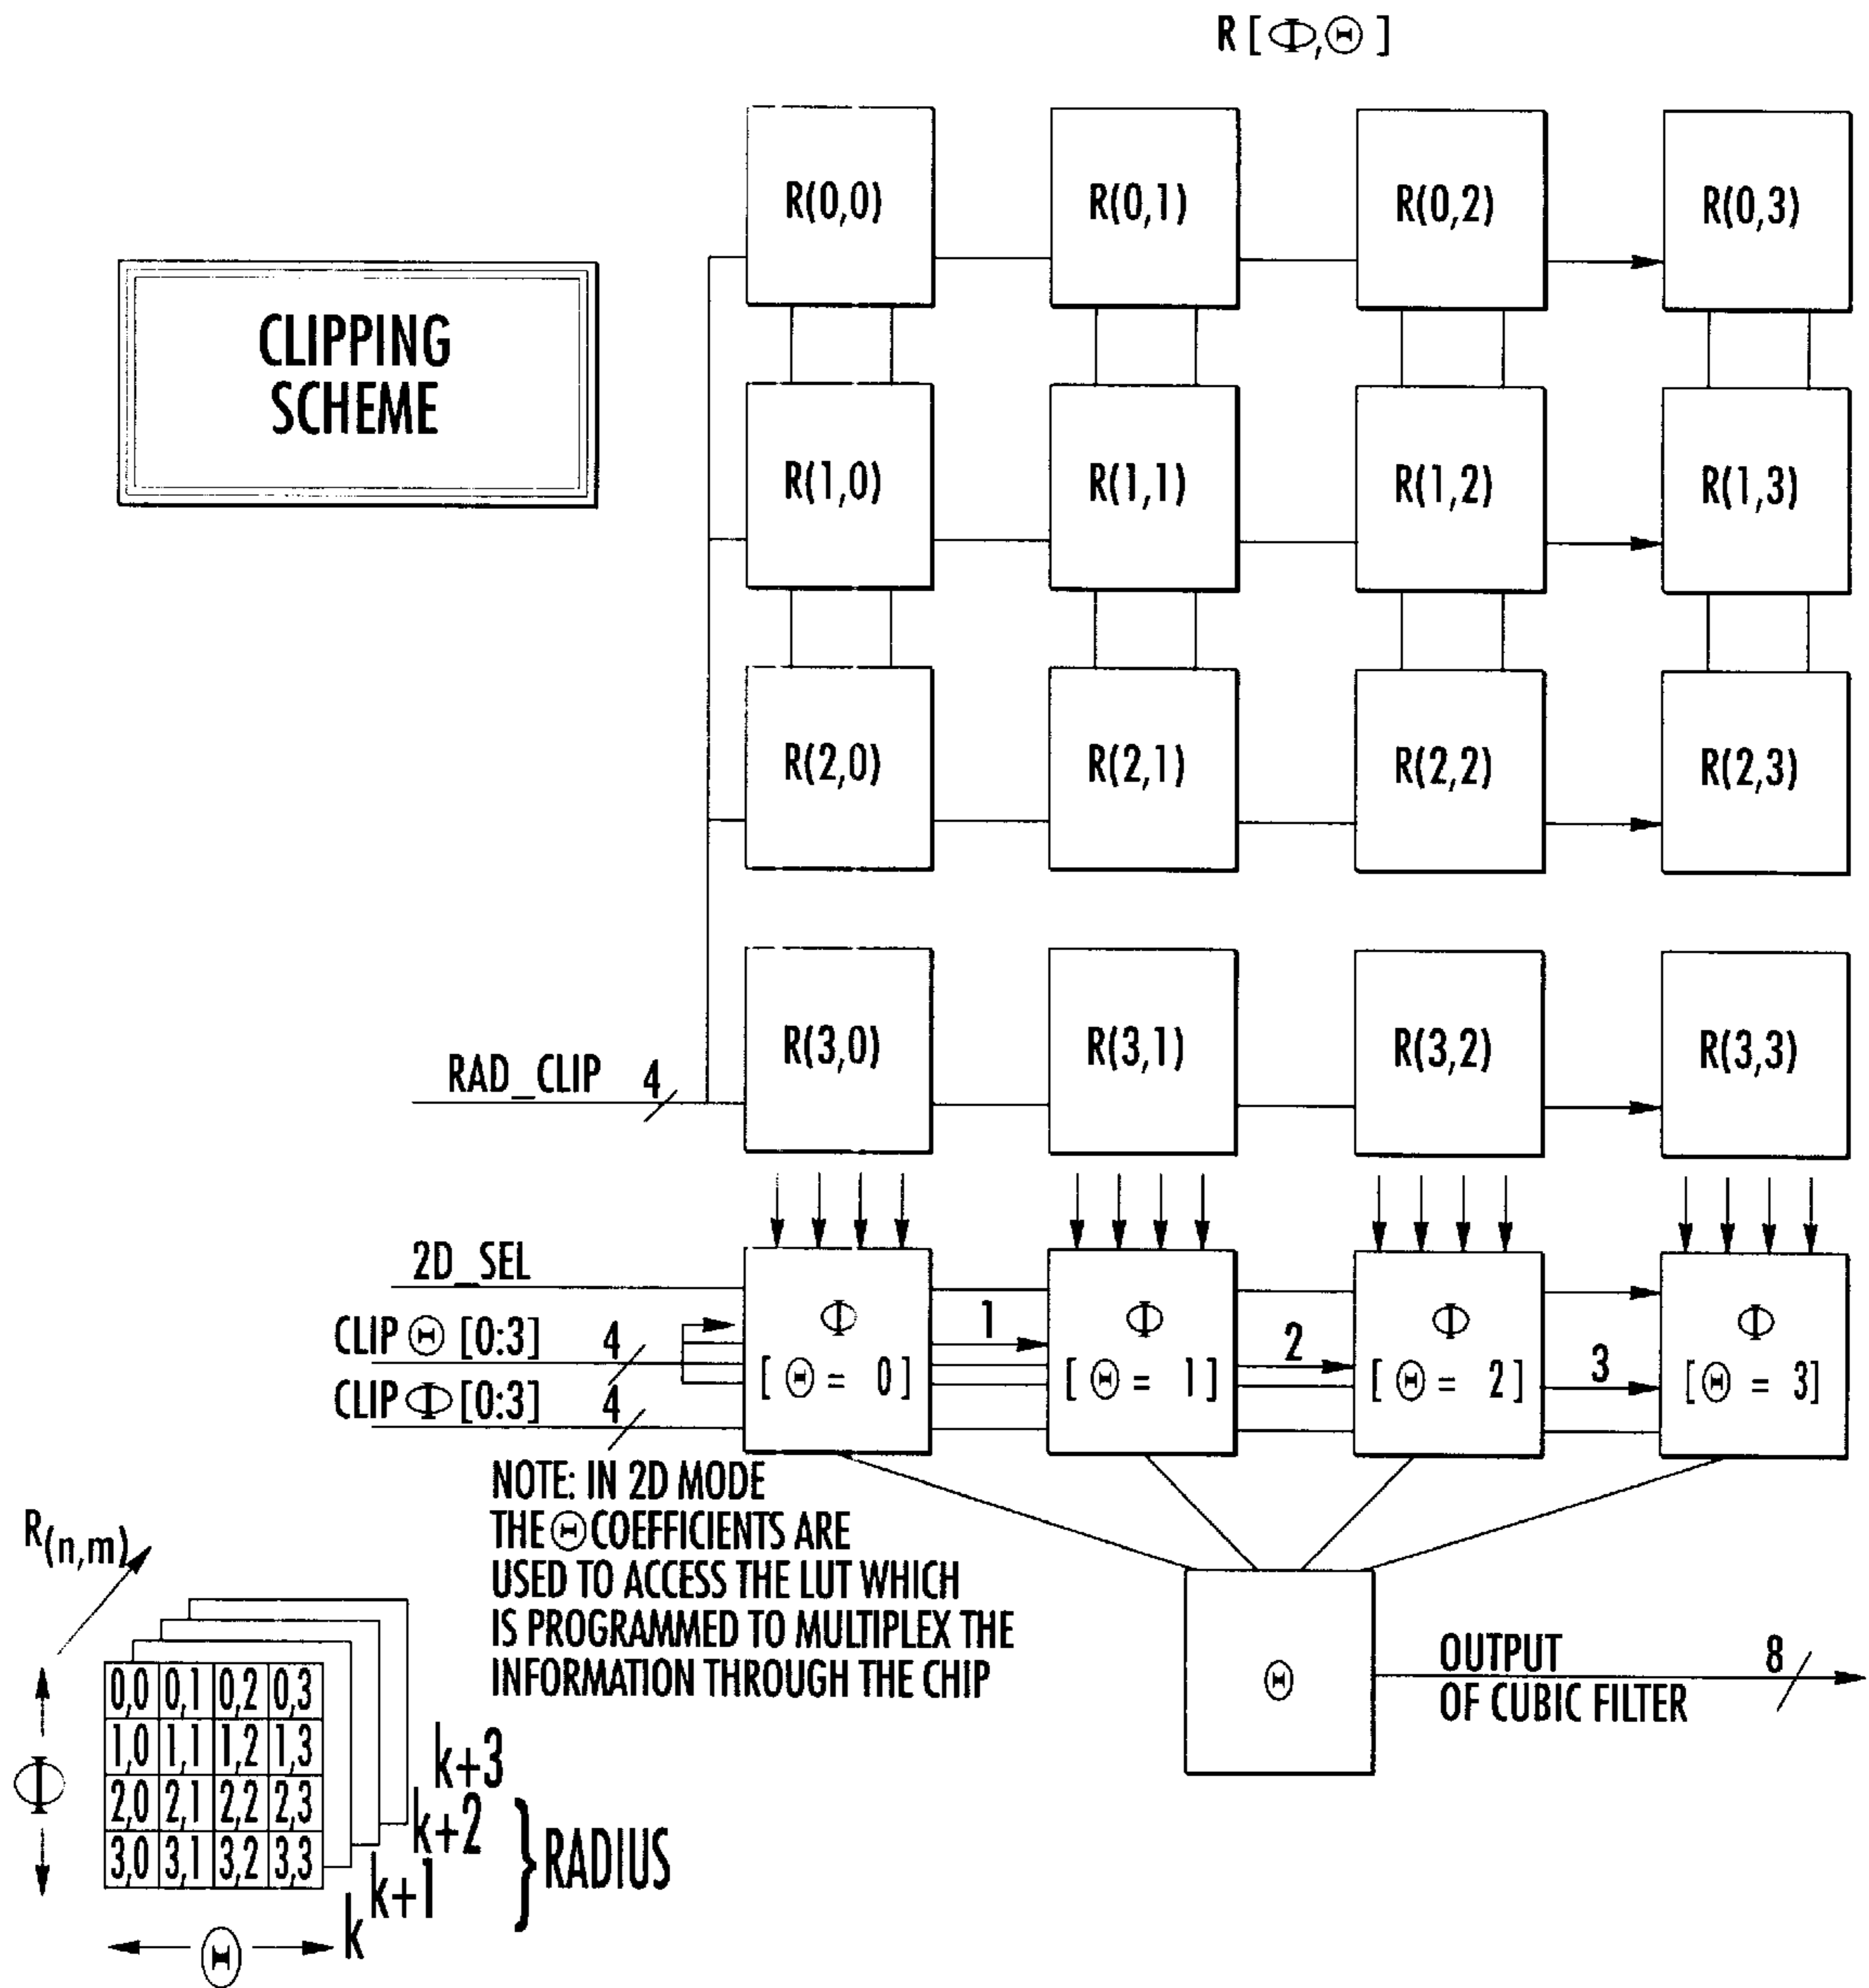 R [ Φ,Θ ]
R(0,0) R(0,1) R(0,2) R(0,3)
CLIPPING
SCHEME
R(1,0) R(1,1) R(1,2) R(1,3)
R(2,0) R(2,1) R(2,2) R(2,3)
R(3,0) R(3,1) R(3,2) R(3,3)
RAD_CLIP 4
2D_SEL
CLIP Θ [0:3] 4
CLIP Φ [0:3] 4
Φ
[ Θ = 0 ]
1
Φ
[ Θ = 1 ]
2
Φ
[ Θ = 2 ]
3
Φ
[ Θ = 3 ]
NOTE: IN 2D MODE
THE Θ COEFFICIENTS ARE
USED TO ACCESS THE LUT WHICH
IS PROGRAMMED TO MULTIPLEX THE
INFORMATION THROUGH THE CHIP
Θ
OUTPUT 8
OF CUBIC FILTER
R(n,m)
0,0 0,1 0,2 0,3
1,0 1,1 1,2 1,3
2,0 2,1 2,2 2,3
3,0 3,1 3,2 3,3
Φ
Θ
k+3
k+2
k+1
k
} RADIUS